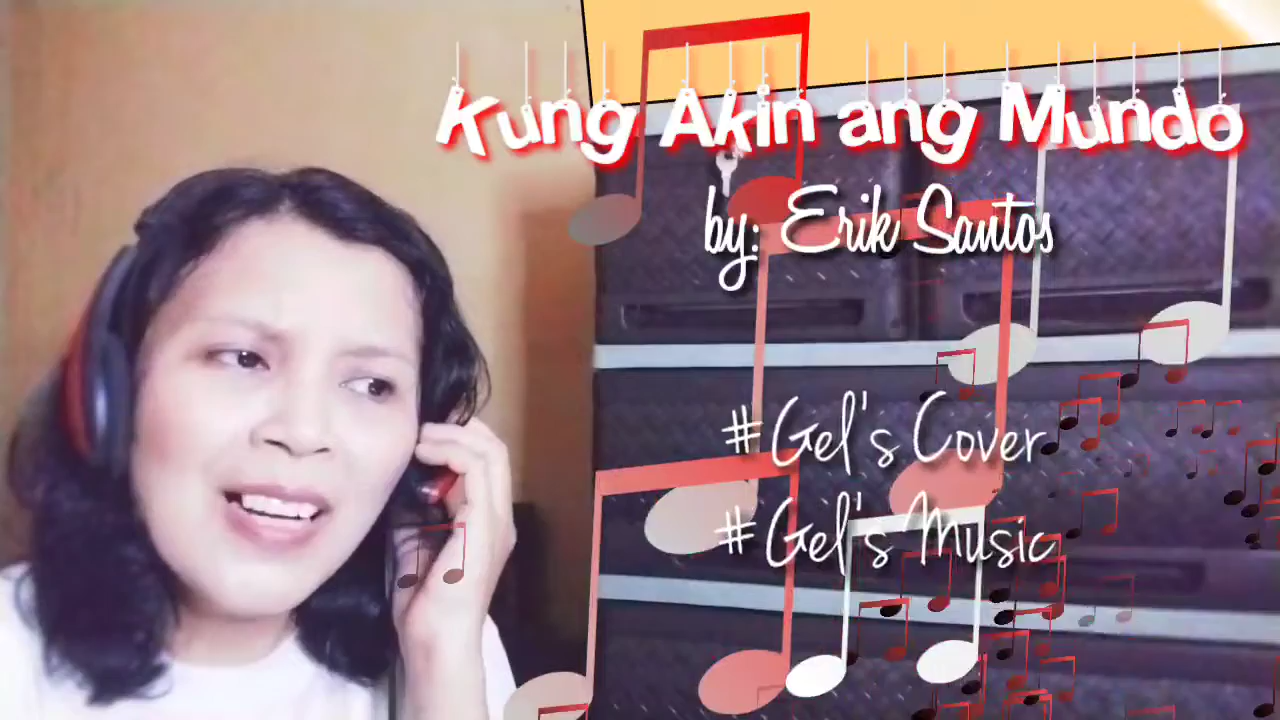 Kung Akin ang Mundo
by: Erik Santos
#Gel's Cover
#Gel's Music